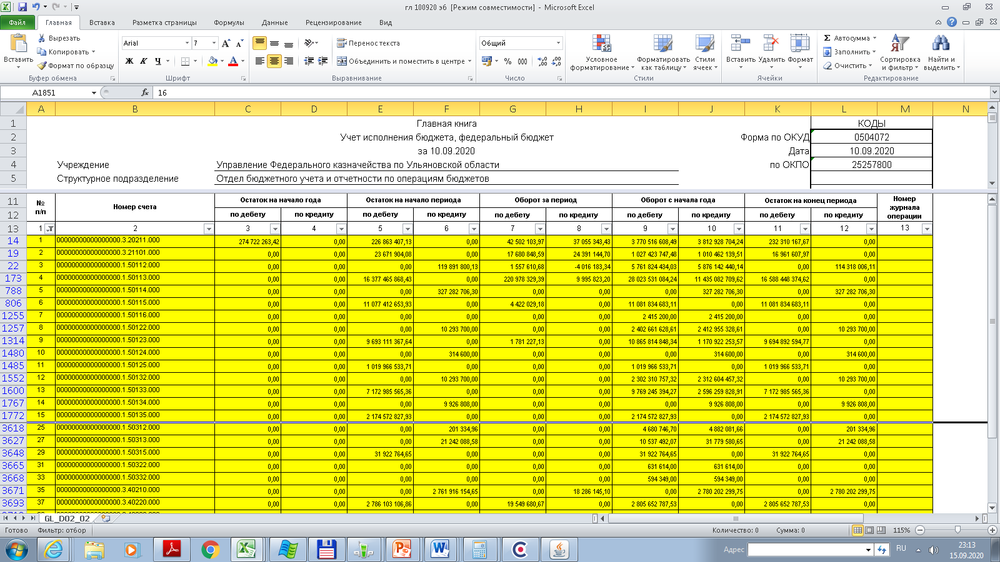 гл 100920 эб  [Режим совместимости]  -  Microsoft Excel
Файл Главная Вставка Разметка страницы Формулы Данные Рецензирование Вид
Вставить Вырезать Копировать Формат по образцу
Arial 7 Ж К Ч
Перенос текста
Объединить и поместить в центре
Общий % 000
Условное форматирование Форматировать как таблицу Стили ячеек
Вставить Удалить Формат
Автосумма Заполнить Очистить Сортировка и фильтр Найти и выделить
Буфер обмена Шрифт Выравнивание Число Стили Ячейки Редактирование
A1851 fx 16
A B C D E F G H I J K L M N
1 Главная книга КОДЫ
2 Учет исполнения бюджета, федеральный бюджет Форма по ОКУД 0504072
3 за 10.09.2020 Дата 10.09.2020
4 Учреждение Управление Федерального казначейства по Ульяновской области по ОКПО 25257800
5 Структурное подразделение Отдел бюджетного учета и отчетности по операциям бюджетов
11 № п/п Номер счета Остаток на начало года Остаток на начало периода Оборот за период Оборот с начала года Остаток на конец периода Номер журнала операции
12 по дебету по кредиту по дебету по кредиту по дебету по кредиту по дебету по кредиту по дебету по кредиту
13 1 2 3 4 5 6 7 8 9 10 11 12 13
14 1 00000000000000000.3.20211.000 274 722 263,42 0,00 226 863 407,13 0,00 42 502 103,97 37 055 343,43 3 770 516 608,49 3 812 928 704,24 232 310 167,67 0,00
19 2 00000000000000000.3.21101.000 0,00 0,00 23 671 904,08 0,00 17 680 848,59 24 391 144,70 1 027 423 747,48 1 010 462 139,51 16 961 607,97 0,00
22 3 00000000000000000.1.50112.000 0,00 0,00 0,00 119 891 800,13 1 557 610,68 -4 016 183,34 5 761 824 434,03 5 876 142 440,14 0,00 114 318 006,11
173 4 00000000000000000.1.50113.000 0,00 0,00 16 377 465 868,43 0,00 220 978 329,39 9 995 823,20 28 023 531 084,24 11 435 082 709,62 16 588 448 374,62 0,00
788 5 00000000000000000.1.50114.000 0,00 0,00 0,00 327 282 706,30 0,00 0,00 0,00 327 282 706,30 0,00 327 282 706,30
806 6 00000000000000000.1.50115.000 0,00 0,00 11 077 412 653,93 0,00 4 422 029,18 0,00 11 081 834 683,11 0,00 11 081 834 683,11 0,00
1255 7 00000000000000000.1.50116.000 0,00 0,00 0,00 0,00 0,00 0,00 2 415 200,00 2 415 200,00 0,00 0,00
1257 8 00000000000000000.1.50122.000 0,00 0,00 0,00 10 293 700,00 0,00 0,00 2 402 661 628,61 2 412 955 328,61 0,00 10 293 700,00
1314 9 00000000000000000.1.50123.000 0,00 0,00 9 693 111 367,64 0,00 1 781 227,13 0,00 10 865 814 848,34 1 170 922 253,57 9 694 892 594,77 0,00
1480 10 00000000000000000.1.50124.000 0,00 0,00 0,00 314 600,00 0,00 0,00 0,00 314 600,00 0,00 314 600,00
1485 11 00000000000000000.1.50125.000 0,00 0,00 1 019 966 533,71 0,00 0,00 0,00 1 019 966 533,71 0,00 1 019 966 533,71 0,00
1552 12 00000000000000000.1.50132.000 0,00 0,00 0,00 10 293 700,00 0,00 0,00 2 302 310 757,32 2 312 604 457,32 0,00 10 293 700,00
1600 13 00000000000000000.1.50133.000 0,00 0,00 7 172 985 565,36 0,00 0,00 0,00 9 769 245 394,27 2 596 259 828,91 7 172 985 565,36 0,00
1767 14 00000000000000000.1.50134.000 0,00 0,00 0,00 9 926 808,00 0,00 0,00 0,00 9 926 808,00 0,00 9 926 808,00
1772 15 00000000000000000.1.50135.000 0,00 0,00 2 174 572 827,93 0,00 0,00 0,00 2 174 572 827,93 0,00 2 174 572 827,93 0,00
3618 25 00000000000000000.1.50312.000 0,00 0,00 0,00 201 334,96 0,00 0,00 4 680 746,70 4 882 081,66 0,00 201 334,96
3627 27 00000000000000000.1.50313.000 0,00 0,00 0,00 21 242 088,58 0,00 0,00 10 537 492,07 31 779 580,65 0,00 21 242 088,58
3648 29 00000000000000000.1.50315.000 0,00 0,00 31 922 764,65 0,00 0,00 0,00 31 922 764,65 0,00 31 922 764,65 0,00
3665 31 00000000000000000.1.50322.000 0,00 0,00 0,00 0,00 0,00 0,00 631 614,00 631 614,00 0,00 0,00
3668 33 00000000000000000.1.50332.000 0,00 0,00 0,00 0,00 0,00 0,00 594 349,00 594 349,00 0,00 0,00
3671 35 00000000000000000.3.40210.000 0,00 0,00 0,00 2 761 916 154,65 0,00 18 286 145,10 0,00 2 780 202 299,75 0,00 2 780 202 299,75
3693 37 00000000000000000.3.40220.000 0,00 0,00 2 786 103 106,86 0,00 19 549 680,67 0,00 2 805 652 787,53 0,00 2 805 652 787,53 0,00
GL_D02_02
Готово Фильтр: отбор Количество: 0 Сумма: 0 115%
Адрес RU 23:13
15.09.2020